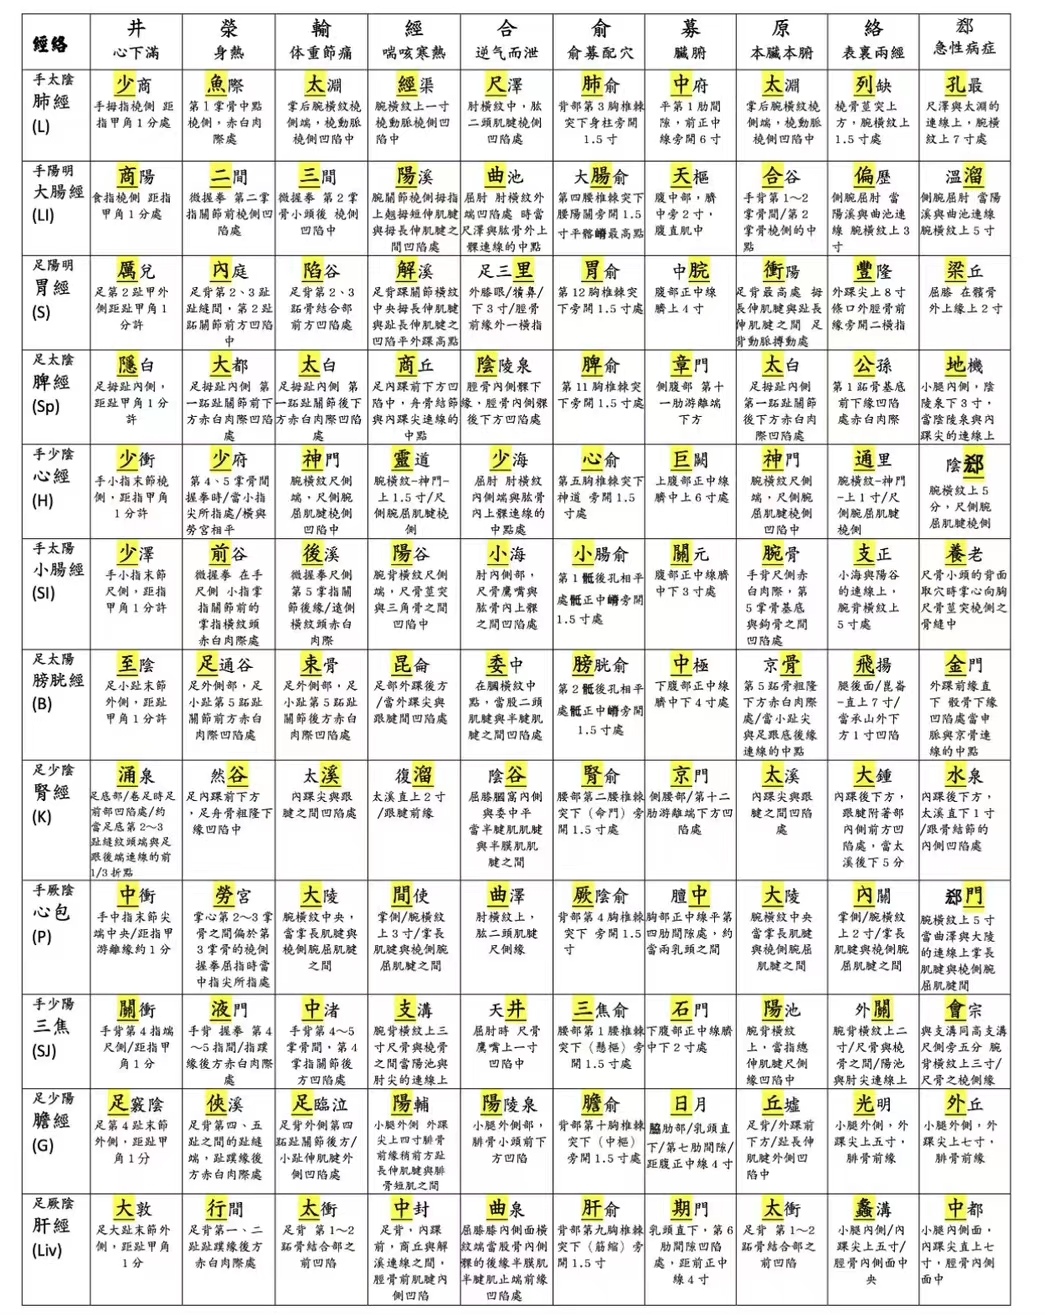 經絡
井
心下滿
滎
身熱
輸
体重節痛
經
喘咳寒熱
合
逆气而泄
俞
俞募配穴
募
臟腑
原
本臟本腑
絡
表裏兩經
郄
急性病症
手太陰
肺經
(L)
少商
手拇指橈側 距
指甲角1分處
魚際
第1掌骨中點
橈側，赤白肉
際處
太淵
掌后腕橫紋橈
側端，橈動脈
橈側凹陷中
經渠
腕橫紋上一寸
橈動脈橈側凹
陷中
尺澤
肘橫紋中，肱
二頭肌腱橈側
凹陷處
肺俞
背部第3胸椎棘
突下身柱旁開
1.5寸
中府
平第1肋間
隙，前正中
線旁開6寸
太淵
掌后腕橫紋橈
側端，橈動脈
橈側凹陷中
列缺
橈骨莖突上
方，腕橫紋上
1.5寸處
孔最
尺澤與太淵的
連線上，腕橫
紋上7寸處
手陽明
大腸經
(LI)
商陽
食指橈側 距指
甲角1分處
二間
微握拳 第二掌
指關節前橈側凹
陷處
三間
微握拳 第2掌
骨小頭後 橈側
凹陷中
陽溪
腕關節橈側拇指
上翹拇短伸肌腱
與拇長伸肌腱之
間凹陷處
曲池
屈肘 肘橫紋外
端凹陷處 時當
尺澤與肱骨外上
髁連線的中點
大腸俞
第四腰椎棘突下
腰陽關旁開1.5
寸平髂嵴最高點
天樞
腹中部，臍
中旁2寸，
腹直肌中
合谷
手背第1～2
掌骨間/第2
掌骨橈側的中
點
偏歷
側腕屈肘 當
陽溪與曲池連
線 腕橫紋上3
寸
溫溜
側腕屈肘 當陽
溪與曲池連線
腕橫紋上5寸
足陽明
胃經
(S)
厲兌
足第2趾甲外
側距趾甲角1
分許
內庭
足背第2、3趾
趾縫間，第2趾
跖關節前方凹陷
中
陷谷
足背第2、3
跖骨結合部
前方凹陷處
解溪
足背踝關節橫紋
中央拇長伸肌腱
與趾長伸肌腱之
凹陷平外踝高點
足三里
外膝眼/犢鼻/
下3寸/脛骨
前緣外一橫指
胃俞
第12胸椎棘突
下旁開1.5寸處
中脘
腹部正中線
臍上4寸
衝陽
足背最高處 拇
長伸肌腱與趾長
伸肌腱之間 足
背動脈搏動處
豐隆
外踝尖上8寸
條口外脛骨前
緣旁開二橫指
梁丘
屈膝 在髕骨
外上緣上2寸
足太陰
脾經
(Sp)
隱白
足拇趾內側，
距趾甲角1分
許
大都
足拇趾內側 第
一跖趾關節前下
方赤白肉際凹陷
處
太白
足拇趾內側 第
一跖趾關節後下
方赤白肉際凹陷
處
商丘
足內踝前下方凹
陷中，舟骨結節
與內踝尖連線的
中點
陰陵泉
脛骨內側髁下
緣，脛骨內側髁
後下方凹陷處
脾俞
第11胸椎棘突
下旁開1.5寸處
章門
側腹部 第十
一肋游離端
下方
太白
足拇趾內側
第一跖趾關節
後下方赤白肉
際凹陷處
公孫
第1跖骨基底
前下緣凹陷
處赤白肉際
地機
小腿內側，陰
陵泉下3寸，
當陰陵泉與內
踝尖的連線上
手少陰
心經
(H)
少衝
手小指末節橈
側，距指甲角
1分許
少府
第4、5掌骨間
握拳時/當小指
尖所指處/橫與
勞宮相平
神門
腕橫紋尺側
端，尺側腕
屈肌腱橈側
凹陷中
靈道
腕橫紋-神門-
上1.5寸/尺
側腕屈肌腱橈
側
少海
屈肘 肘橫紋
內側端與肱骨
內上髁連線的
中點處
心俞
第五胸椎棘突下
神道 旁開1.5
寸處
巨闕
上腹部正中線
臍中上6寸處
神門
腕橫紋尺側
端，尺側腕
屈肌腱橈側
凹陷中
通里
腕橫紋-神門
-上1寸/尺
側腕屈肌腱
橈側
陰郄
腕橫紋上5
分，尺側腕
屈肌腱橈側
手太陽
小腸經
(SI)
少澤
手小指末節
尺側，距指
甲角1分許
前谷
微握拳 在手
尺側 小指掌
指關節前的
掌指橫紋頭
赤白肉際處
後溪
微握拳尺側
第5掌指關
節後緣/遠側
橫紋頭赤白
肉際
陽谷
腕背橫紋尺側
端，尺骨莖突
與三角骨之間
凹陷中
小海
肘內側部，
尺骨鷹嘴與
肱骨內上髁
之間凹陷處
小腸俞
第1骶後孔相平
處骶正中嵴旁開
1.5寸處
關元
腹部正中線臍
中下3寸處
腕骨
手背尺側赤
白肉際，第
5掌骨基底
與鉤骨之間
凹陷處
支正
小海與陽谷
的連線上，
腕背橫紋上
5寸處
養老
尺骨小頭的背面
取穴時掌心向胸
尺骨莖突橈側之
骨縫中
足太陽
膀胱經
(B)
至陰
足小趾末節
外側，距趾
甲角1分許
足通谷
足外側部，足
小趾第5跖趾
關節前方赤白
肉際凹陷處
束骨
足外側部，足
小趾第5跖趾
關節後方赤白
肉際凹陷處
昆侖
足部外踝後方
/當外踝尖與
跟腱間凹陷處
委中
在膕橫紋中
點，當股二頭
肌腱與半腱肌
腱之間凹陷處
膀胱俞
第2骶後孔相平
處骶正中嵴旁開
1.5寸處
中極
下腹部正中線
臍中下4寸處
京骨
第5跖骨粗隆
下方赤白肉際
處/當小趾尖
與足跟底後緣
連線的中點
飛揚
腿後面/崑崙
-直上7寸/
當承山外下
方1寸凹陷
金門
外踝前緣直
下 骰骨下緣
凹陷處當申
脈與京骨連
線的中點
足少陰
腎經
(K)
涌泉
足底部/卷足時足
前部凹陷處/約
當足底第2～3
趾縫紋頭端與足
跟後端連線的前
1/3折點
然谷
足內踝前下方
，足舟骨粗隆下
緣凹陷中
太溪
內踝尖與跟
腱之間凹陷處
復溜
太溪直上2寸
/跟腱前緣
陰谷
屈膝膕窩內側
與委中平
當半腱肌肌腱
與半膜肌肌
腱之間
腎俞
腰部第二腰椎棘
突下（命門）旁
開1.5寸處
京門
側腰部/第十二
肋游離端下方凹
陷處
太溪
內踝尖與跟
腱之間凹陷
處
大鍾
內踝後下方，
跟腱附著部
內側前方凹
陷處，當太
溪後下5分
水泉
內踝後下方，
太溪直下1寸
/跟骨結節的
內側凹陷處
手厥陰
心包
(P)
中衝
手中指末節尖
端中央/距指甲
游離緣約1分
勞宮
掌心第2～3掌
骨之間偏於第
3掌骨的橈側
握拳屈指時當
中指尖所指處
大陵
腕橫紋中央，
當掌長肌腱與
橈側腕屈肌腱
之間
間使
掌側/腕橫紋
上3寸/掌長
肌腱與橈側腕
屈肌腱之間
曲澤
肘橫紋上，
肱二頭肌腱
尺側緣
厥陰俞
背部第4胸椎棘
突下 旁開1.5
寸
膻中
胸部正中線平第
四肋間隙處，約
當兩乳頭之間
大陵
腕橫紋中央
當掌長肌腱
與橈側腕屈
肌腱之間
內關
掌側/腕橫紋
上2寸/掌長
肌腱與橈側腕
屈肌腱之間
郄門
腕橫紋上5寸
當曲澤與大陵
的連線上掌長
肌腱與橈側腕
屈肌腱間
手少陽
三焦
(SJ)
關衝
手背第4指端
尺側/距指甲
角1分
液門
手背 握拳 第4
～5指間/指蹼
緣後方赤白肉際
處
中渚
手背第4～5
掌骨間，第4
掌指關節後
方凹陷處
支溝
腕背橫紋上三
寸尺骨與橈骨
之間當陽池與
肘尖的連線上
天井
屈肘時 尺骨
鷹嘴上一寸
凹陷中
三焦俞
腰部第1腰椎棘
突下（懸樞）旁
開1.5寸處
石門
下腹部正中線臍
中下2寸處
陽池
腕背橫紋
上，當指總
伸肌腱尺側
緣凹陷中
外關
腕背橫紋上二
寸/尺骨與橈
骨之間/陽池
與肘尖連線上
會宗
與支溝同高支溝
尺側旁五分 腕
背橫紋上三寸/
尺骨之橈側緣
足少陽
膽經
(G)
足竅陰
足第4趾末節
外側，距趾甲
角1分
俠溪
足背第四、五
趾之間的趾縫
端，趾蹼緣後
方赤白肉際處
足臨泣
足背外側第四
跖趾關節後方/
小趾伸肌腱外
側凹陷處
陽輔
小腿外側 外踝
尖上四寸腓骨
前緣稍前方趾
長伸肌腱與腓
骨短肌之間
陽陵泉
小腿外側部，
腓骨小頭前下
方凹陷
膽俞
背部第十胸椎棘
突下（中樞）
旁開1.5寸處
日月
脇肋部/乳頭直
下/第七肋間隙/
距腹正中線4寸
丘墟
足背/外踝前
下方/趾長伸
肌腱外側凹
陷中
光明
小腿外側，外
踝尖上五寸，
腓骨前緣
外丘
小腿外側，外
踝尖上七寸，
腓骨前緣
足厥陰
肝經
(Liv)
大敦
足大趾末節外
側，距趾甲角
1分
行間
足背第一、二
趾趾蹼緣後方
赤白肉際處
太衝
足背 第1～2
跖骨結合部之
前凹陷
中封
足背，內踝
前，商丘與解
溪連線之間，
脛骨前肌腱內
側凹陷
曲泉
屈膝膝內側面橫
紋端當股骨內側
髁的後緣半膜肌
半腱肌止端前緣
凹陷處
肝俞
背部第九胸椎棘
突下（筋縮）旁
開1.5寸
期門
乳頭直下，第6
肋間隙凹陷
處，距前正中
線4寸
太衝
足背 第1～2
跖骨結合部之
前凹陷
蠡溝
小腿內側/內
踝尖上五寸/
脛骨內側面中
央
中都
小腿內側面，
內踝尖直上七
寸，脛骨內側
面中